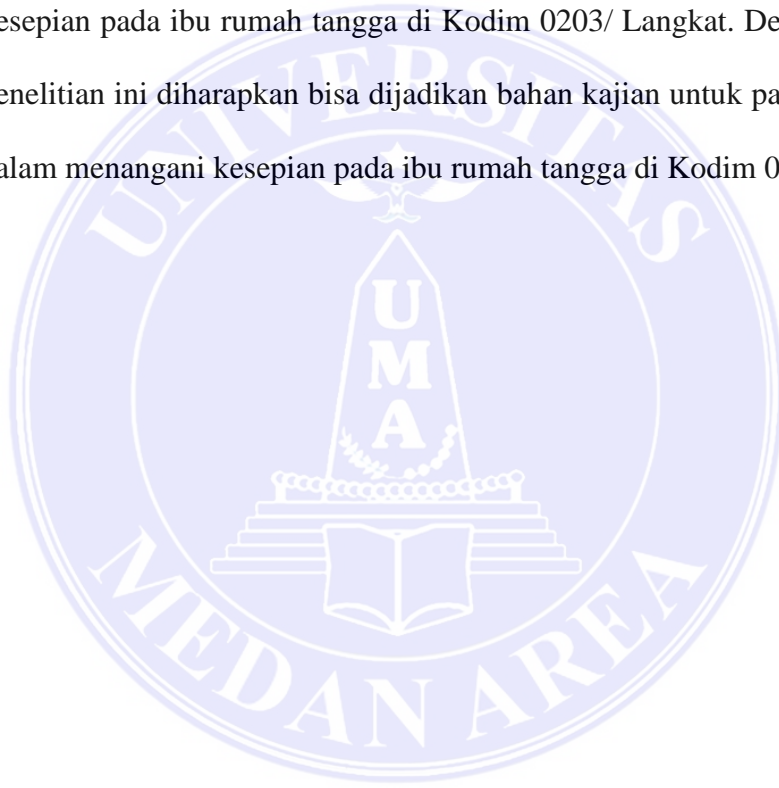 esepian pada ibu rumah tangga di Kodim 0203/ Langkat. De
enelitian ini diharapkan bisa dijadikan bahan kajian untuk pa
alam menangani kesepian pada ibu rumah tangga di Kodim 0
UNIVERSITAS
U
M
A
MEDAN AREA